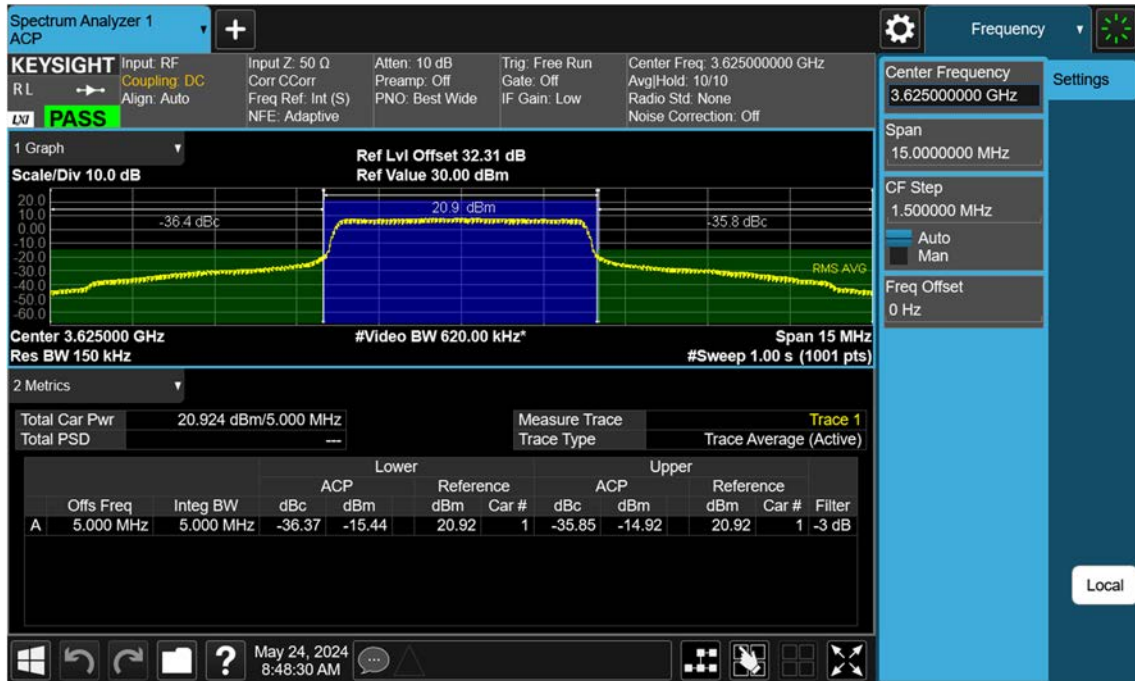 Spectrum Analyzer 1
ACP
+
Frequency
KEYSIGHT
R L
LXI PASS
Input: RF
Coupling: DC
Align: Auto
Input Z: 50 Ω
Corr CCorr
Freq Ref: Int (S)
NFE: Adaptive
Atten: 10 dB
Preamp: Off
PNO: Best Wide
Trig: Free Run
Gate: Off
IF Gain: Low
Center Freq: 3.625000000 GHz
Avg|Hold: 10/10
Radio Std: None
Noise Correction: Off
Center Frequency
3.625000000 GHz
Settings
Span
15.0000000 MHz
CF Step
1.500000 MHz
Auto
Man
Freq Offset
0 Hz
Local
1 Graph
Scale/Div 10.0 dB
Ref Lvl Offset 32.31 dB
Ref Value 30.00 dBm
20.0
10.0
0.00
-10.0
-20.0
-30.0
-40.0
-50.0
-60.0
-36.4 dBc
20.9 dBm
-35.8 dBc
RMS AVG
Center 3.625000 GHz #Video BW 620.00 kHz* Span 15 MHz
Res BW 150 kHz #Sweep 1.00 s (1001 pts)
2 Metrics
Total Car Pwr 20.924 dBm/5.000 MHz Measure Trace Trace 1
Total PSD --- Trace Type Trace Average (Active)
Lower Upper
ACP Reference ACP Reference
Offs Freq Integ BW dBc dBm dBm Car # dBc dBm dBm Car # Filter
A 5.000 MHz 5.000 MHz -36.37 -15.44 20.92 1 -35.85 -14.92 20.92 1 -3 dB
?
May 24, 2024
8:48:30 AM